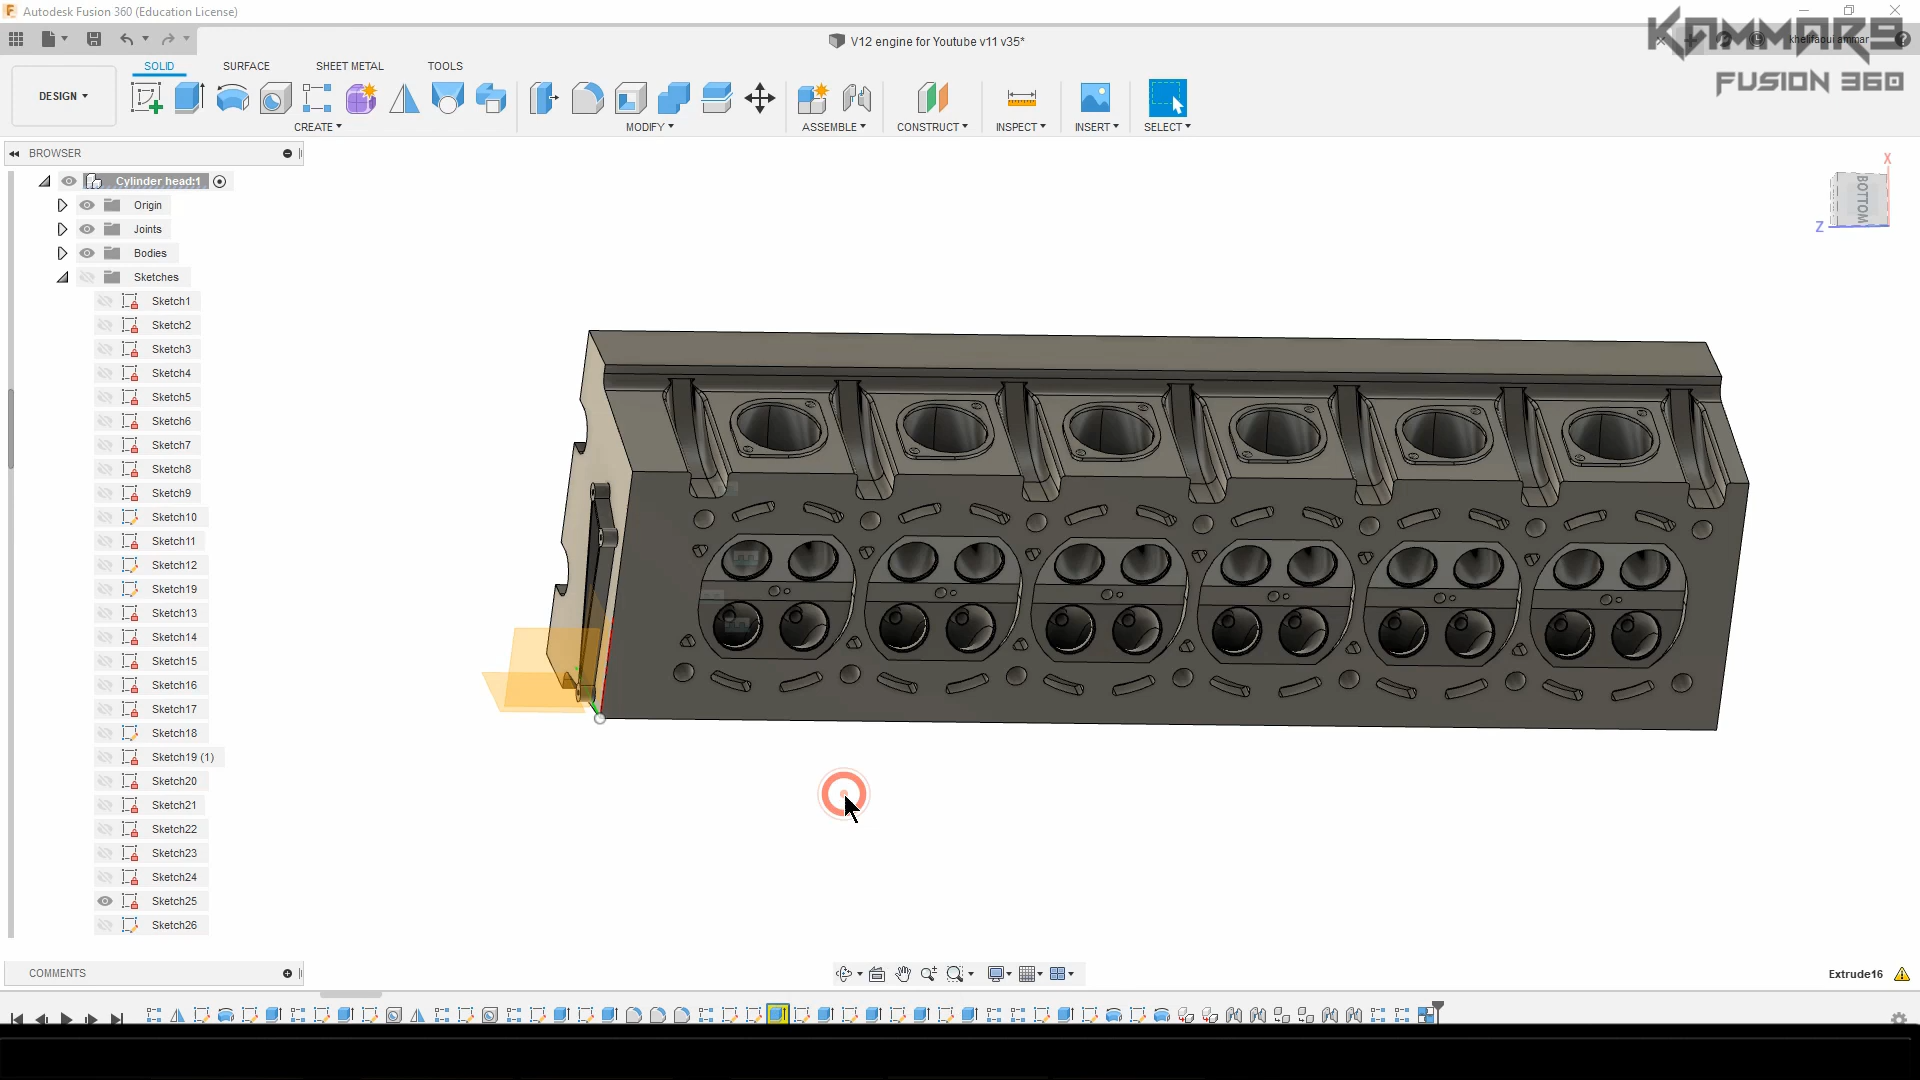 Autodesk Fusion 360 (Education License)
V12 engine for Youtube v11 v35*
khelifaoui ammar
KAMMAR9
FUSION 360
SOLID
SURFACE
SHEET METAL
TOOLS
DESIGN
CREATE
MODIFY
ASSEMBLE
CONSTRUCT
INSPECT
INSERT
SELECT
BROWSER
Cylinder head:1
Origin
Joints
Bodies
Sketches
Sketch1
Sketch2
Sketch3
Sketch4
Sketch5
Sketch6
Sketch7
Sketch8
Sketch9
Sketch10
Sketch11
Sketch12
Sketch19
Sketch13
Sketch14
Sketch15
Sketch16
Sketch17
Sketch18
Sketch19 (1)
Sketch20
Sketch21
Sketch22
Sketch23
Sketch24
Sketch25
Sketch26
X
BOTTOM
Z
COMMENTS
Extrude16